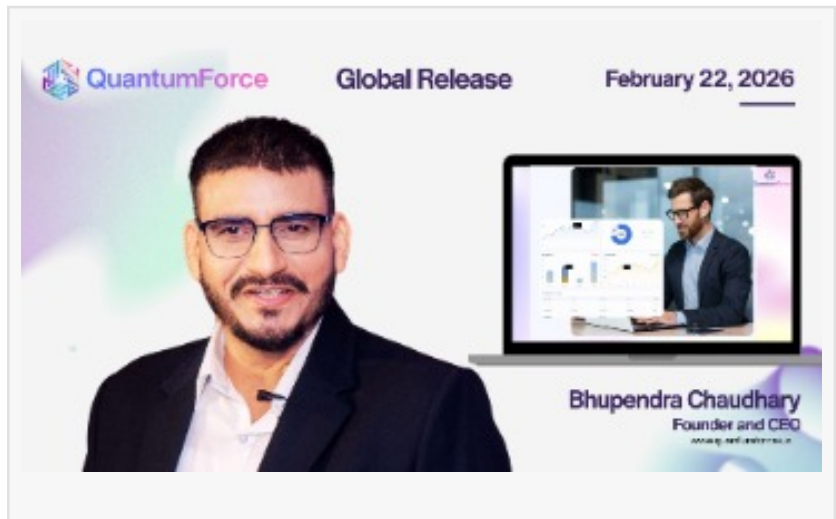 QuantumForce
Global Release
February 22, 2026
Bhupendra Chaudhary
Founder and CEO